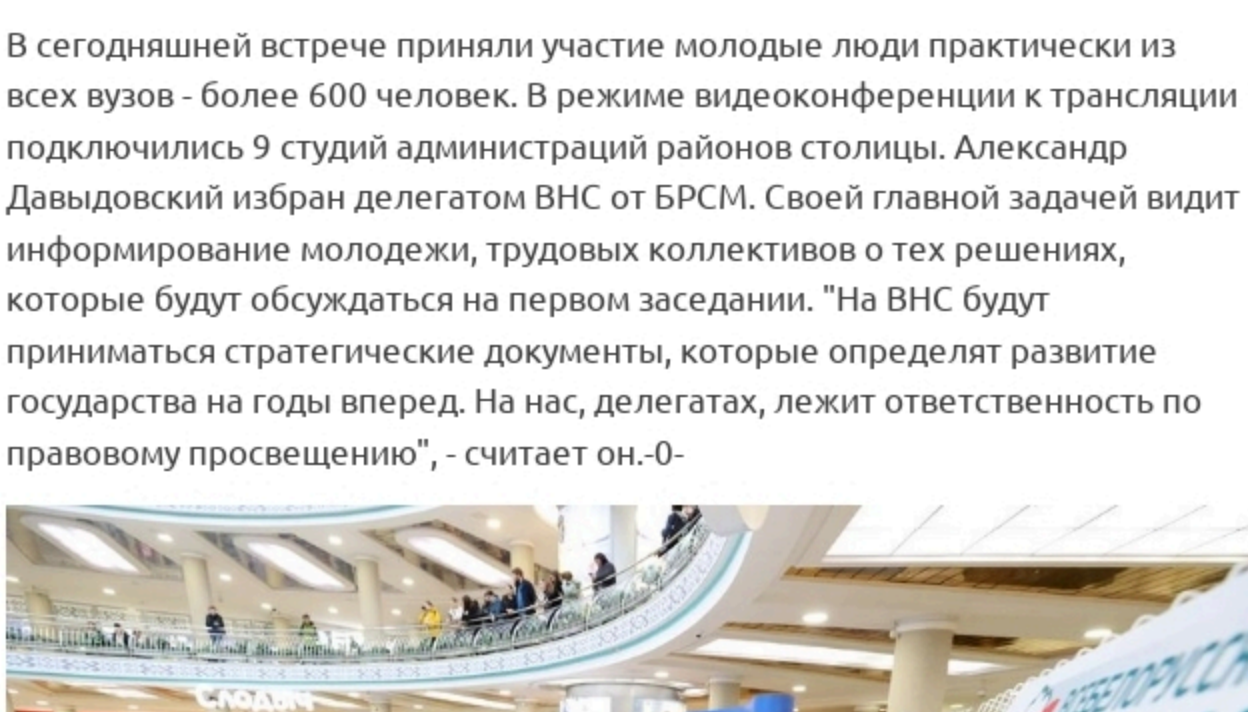 В сегодняшней встрече приняли участие молодые люди практически из
всех вузов - более 600 человек. В режиме видеоконференции к трансляции
подключились 9 студий администраций районов столицы. Александр
Давыдовский избран делегатом ВНС от БРСМ. Своей главной задачей видит
информирование молодежи, трудовых коллективов о тех решениях,
которые будут обсуждаться на первом заседании. "На ВНС будут
приниматься стратегические документы, которые определят развитие
государства на годы вперед. На нас, делегатах, лежит ответственность по
правовому просвещению", - считает он.-0-
Слодыч